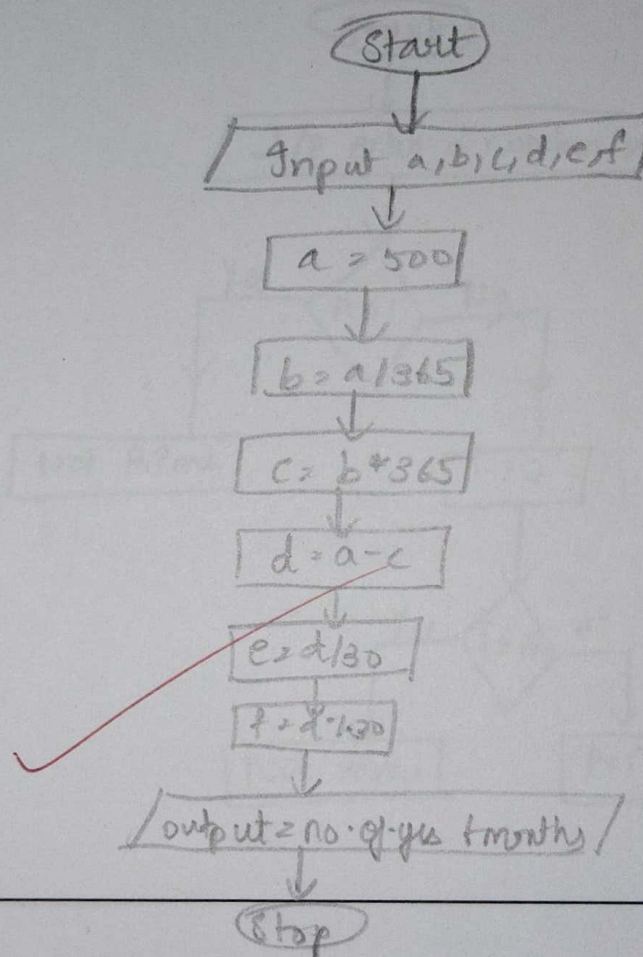 Start
Input a,b,c,d,e,f
a = 500
b = a/365
c = b*365
d = a-c
e = d/30
f = d%30
output = no.of.yrs +months
Stop